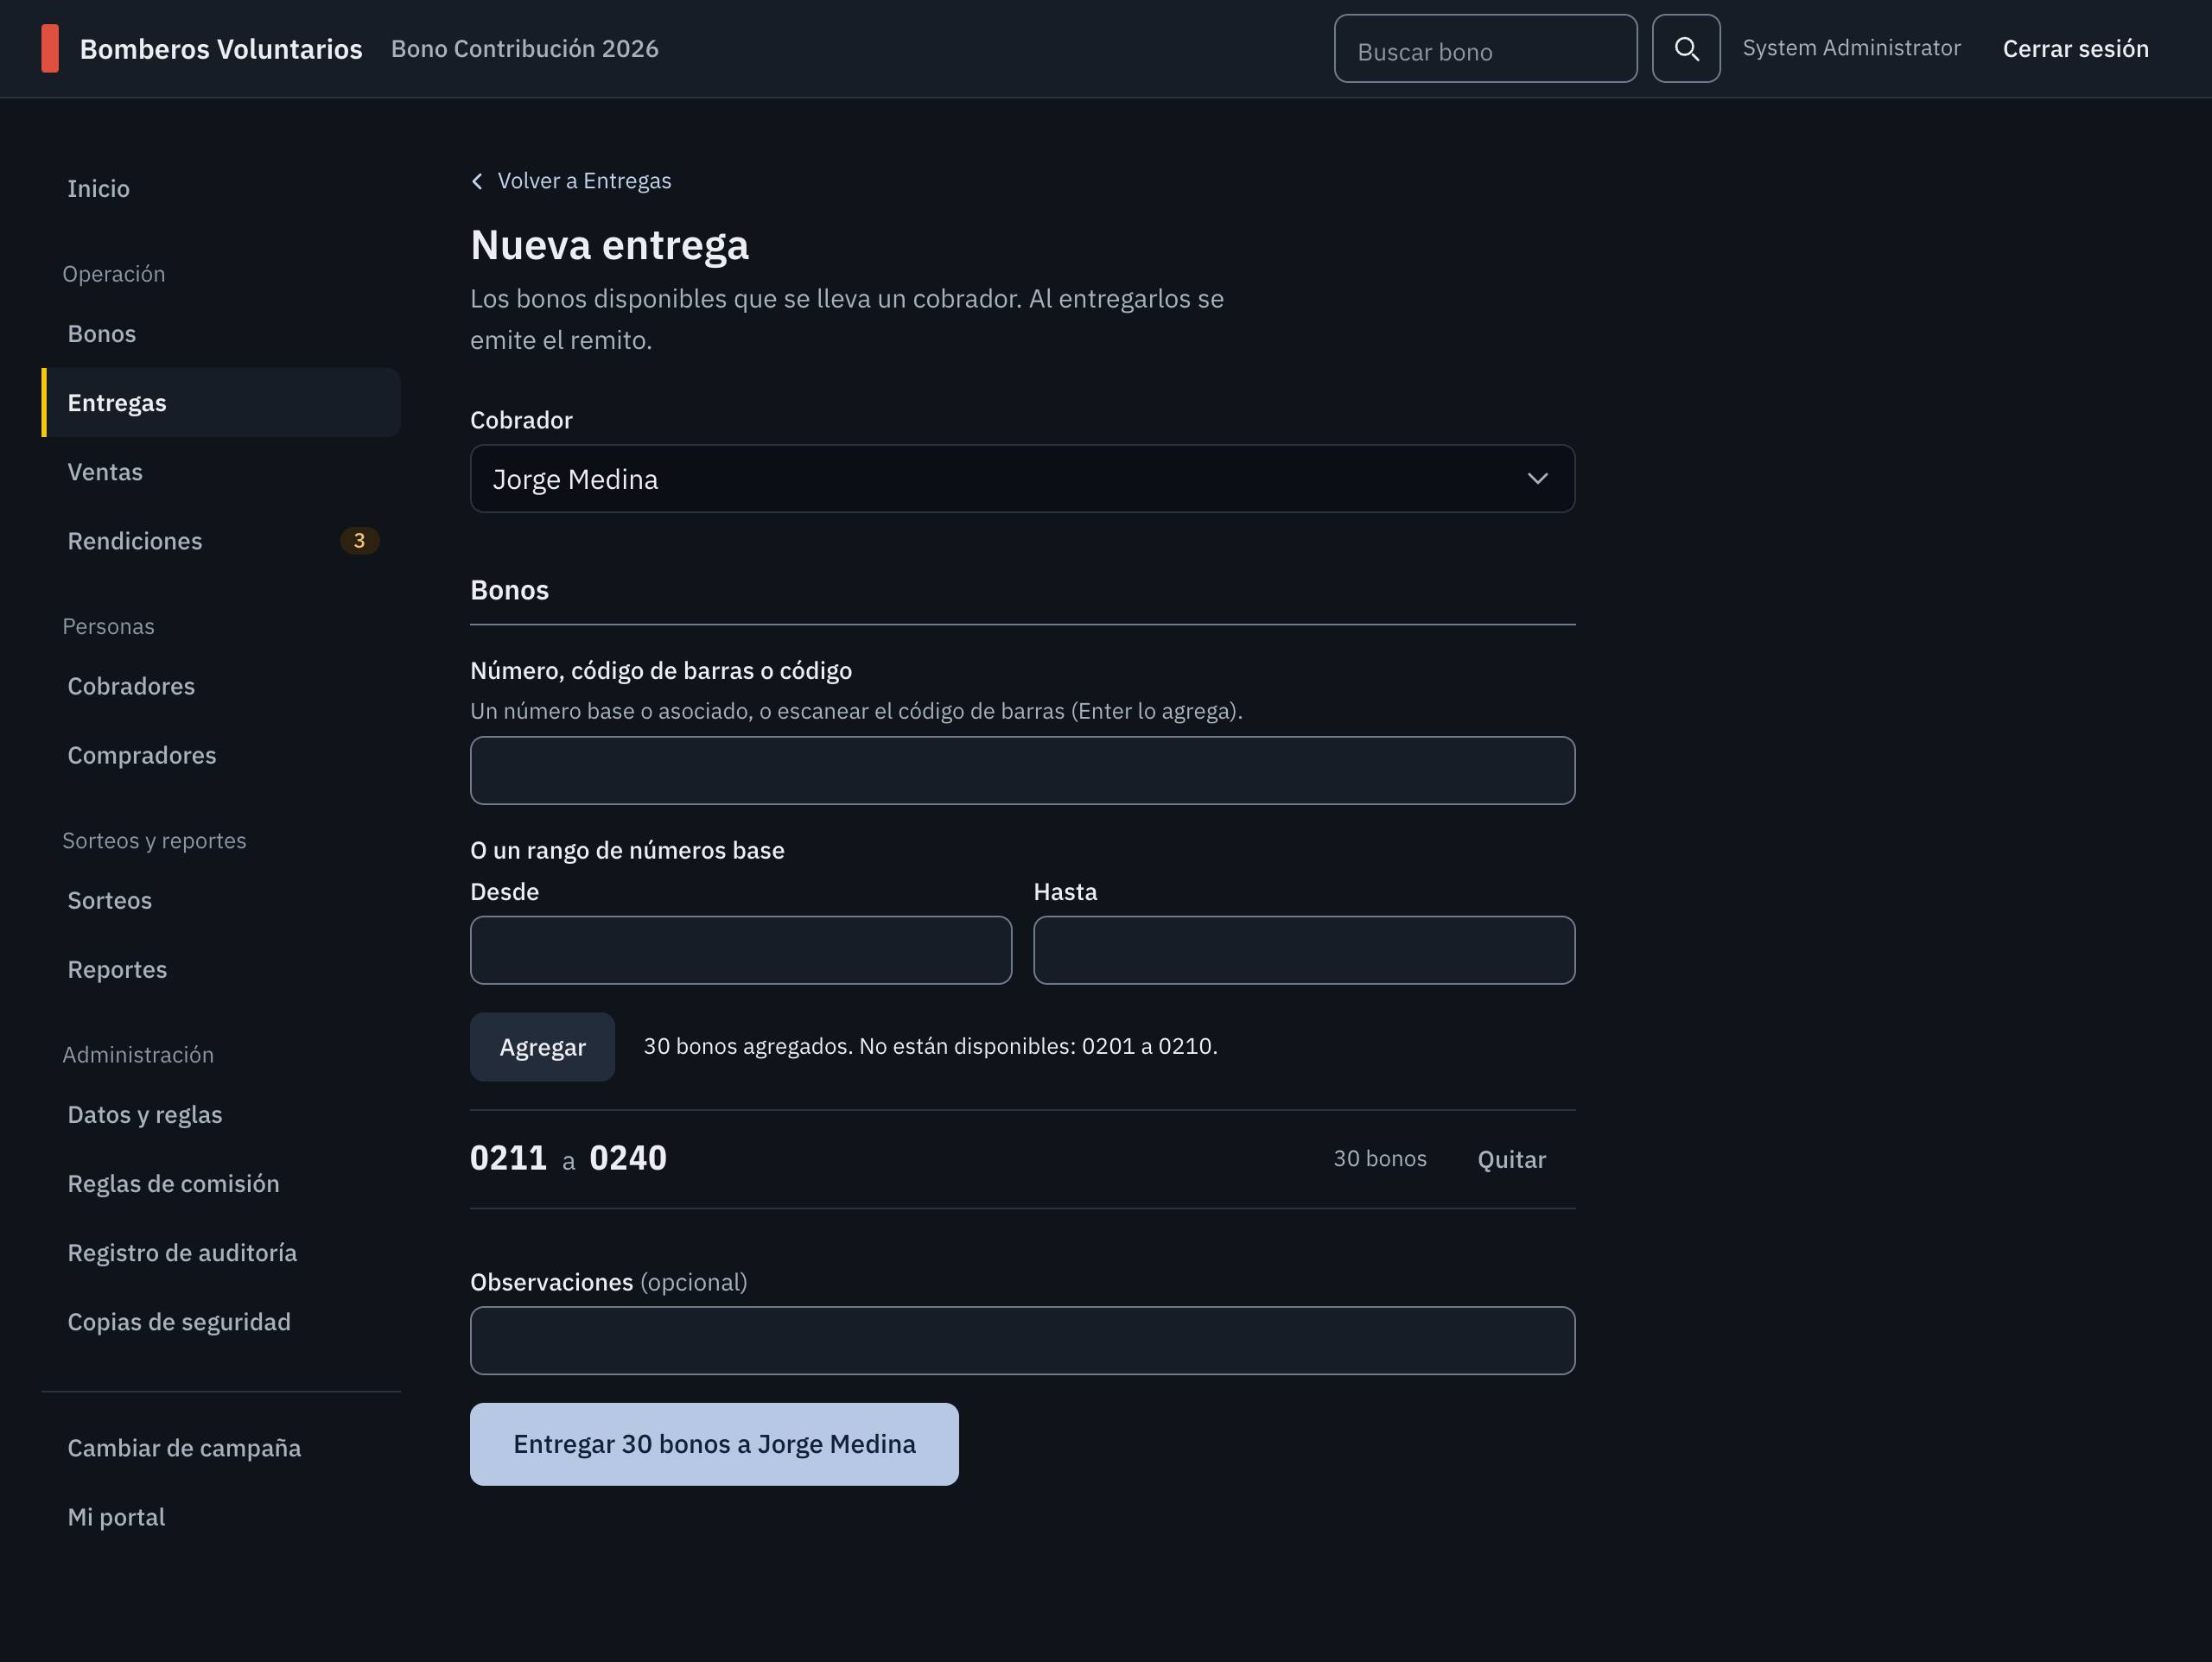 Bomberos Voluntarios
Bono Contribución 2026
Buscar bono
System Administrator
Cerrar sesión
Inicio
Operación
Bonos
Entregas
Ventas
Rendiciones 3
Personas
Cobradores
Compradores
Sorteos y reportes
Sorteos
Reportes
Administración
Datos y reglas
Reglas de comisión
Registro de auditoría
Copias de seguridad
Cambiar de campaña
Mi portal
Volver a Entregas
Nueva entrega
Los bonos disponibles que se lleva un cobrador. Al entregarlos se
emite el remito.
Cobrador
Jorge Medina
Bonos
Número, código de barras o código
Un número base o asociado, o escanear el código de barras (Enter lo agrega).
O un rango de números base
Desde
Hasta
Agregar
30 bonos agregados. No están disponibles: 0201 a 0210.
0211 a 0240
30 bonos
Quitar
Observaciones (opcional)
Entregar 30 bonos a Jorge Medina